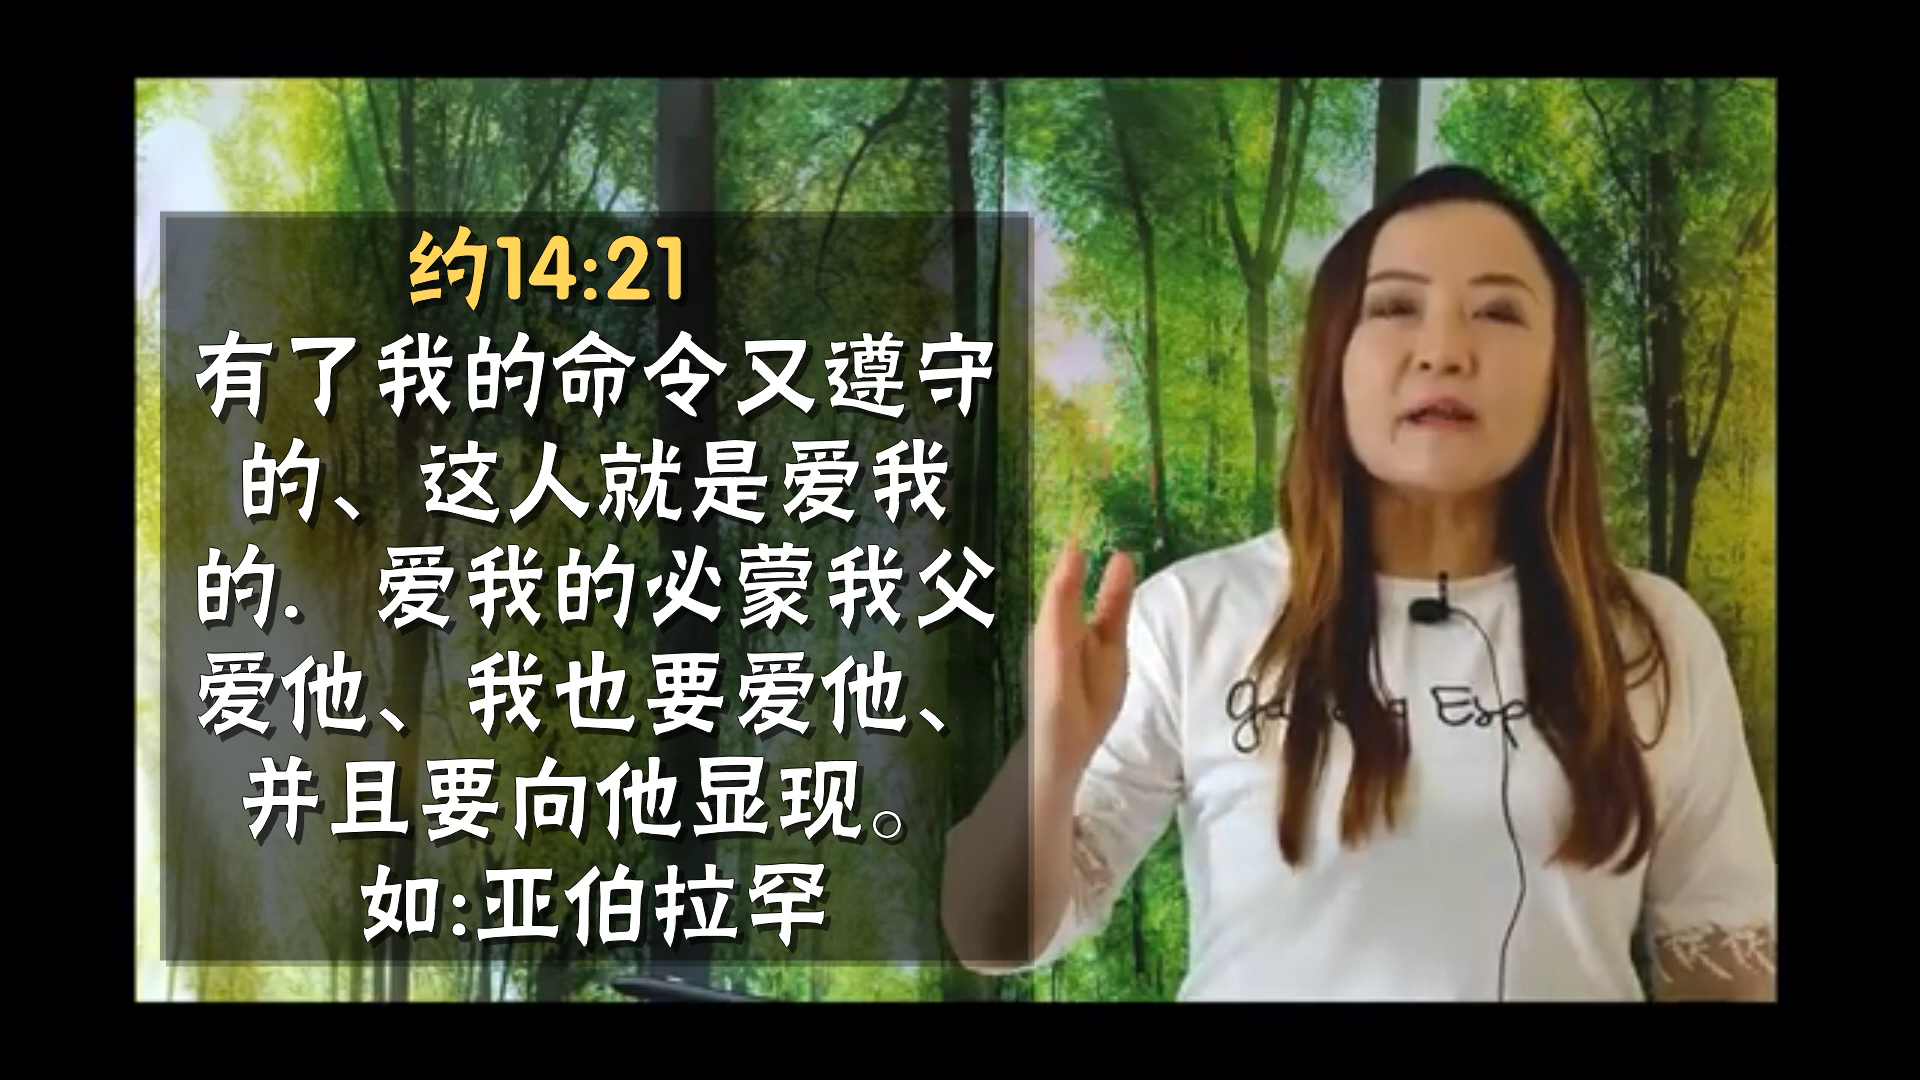 约14:21
有了我的命令又遵守
的、这人就是爱我
的. 爱我的必蒙我父
爱他、我也要爱他、
并且要向他显现。
如:亚伯拉罕